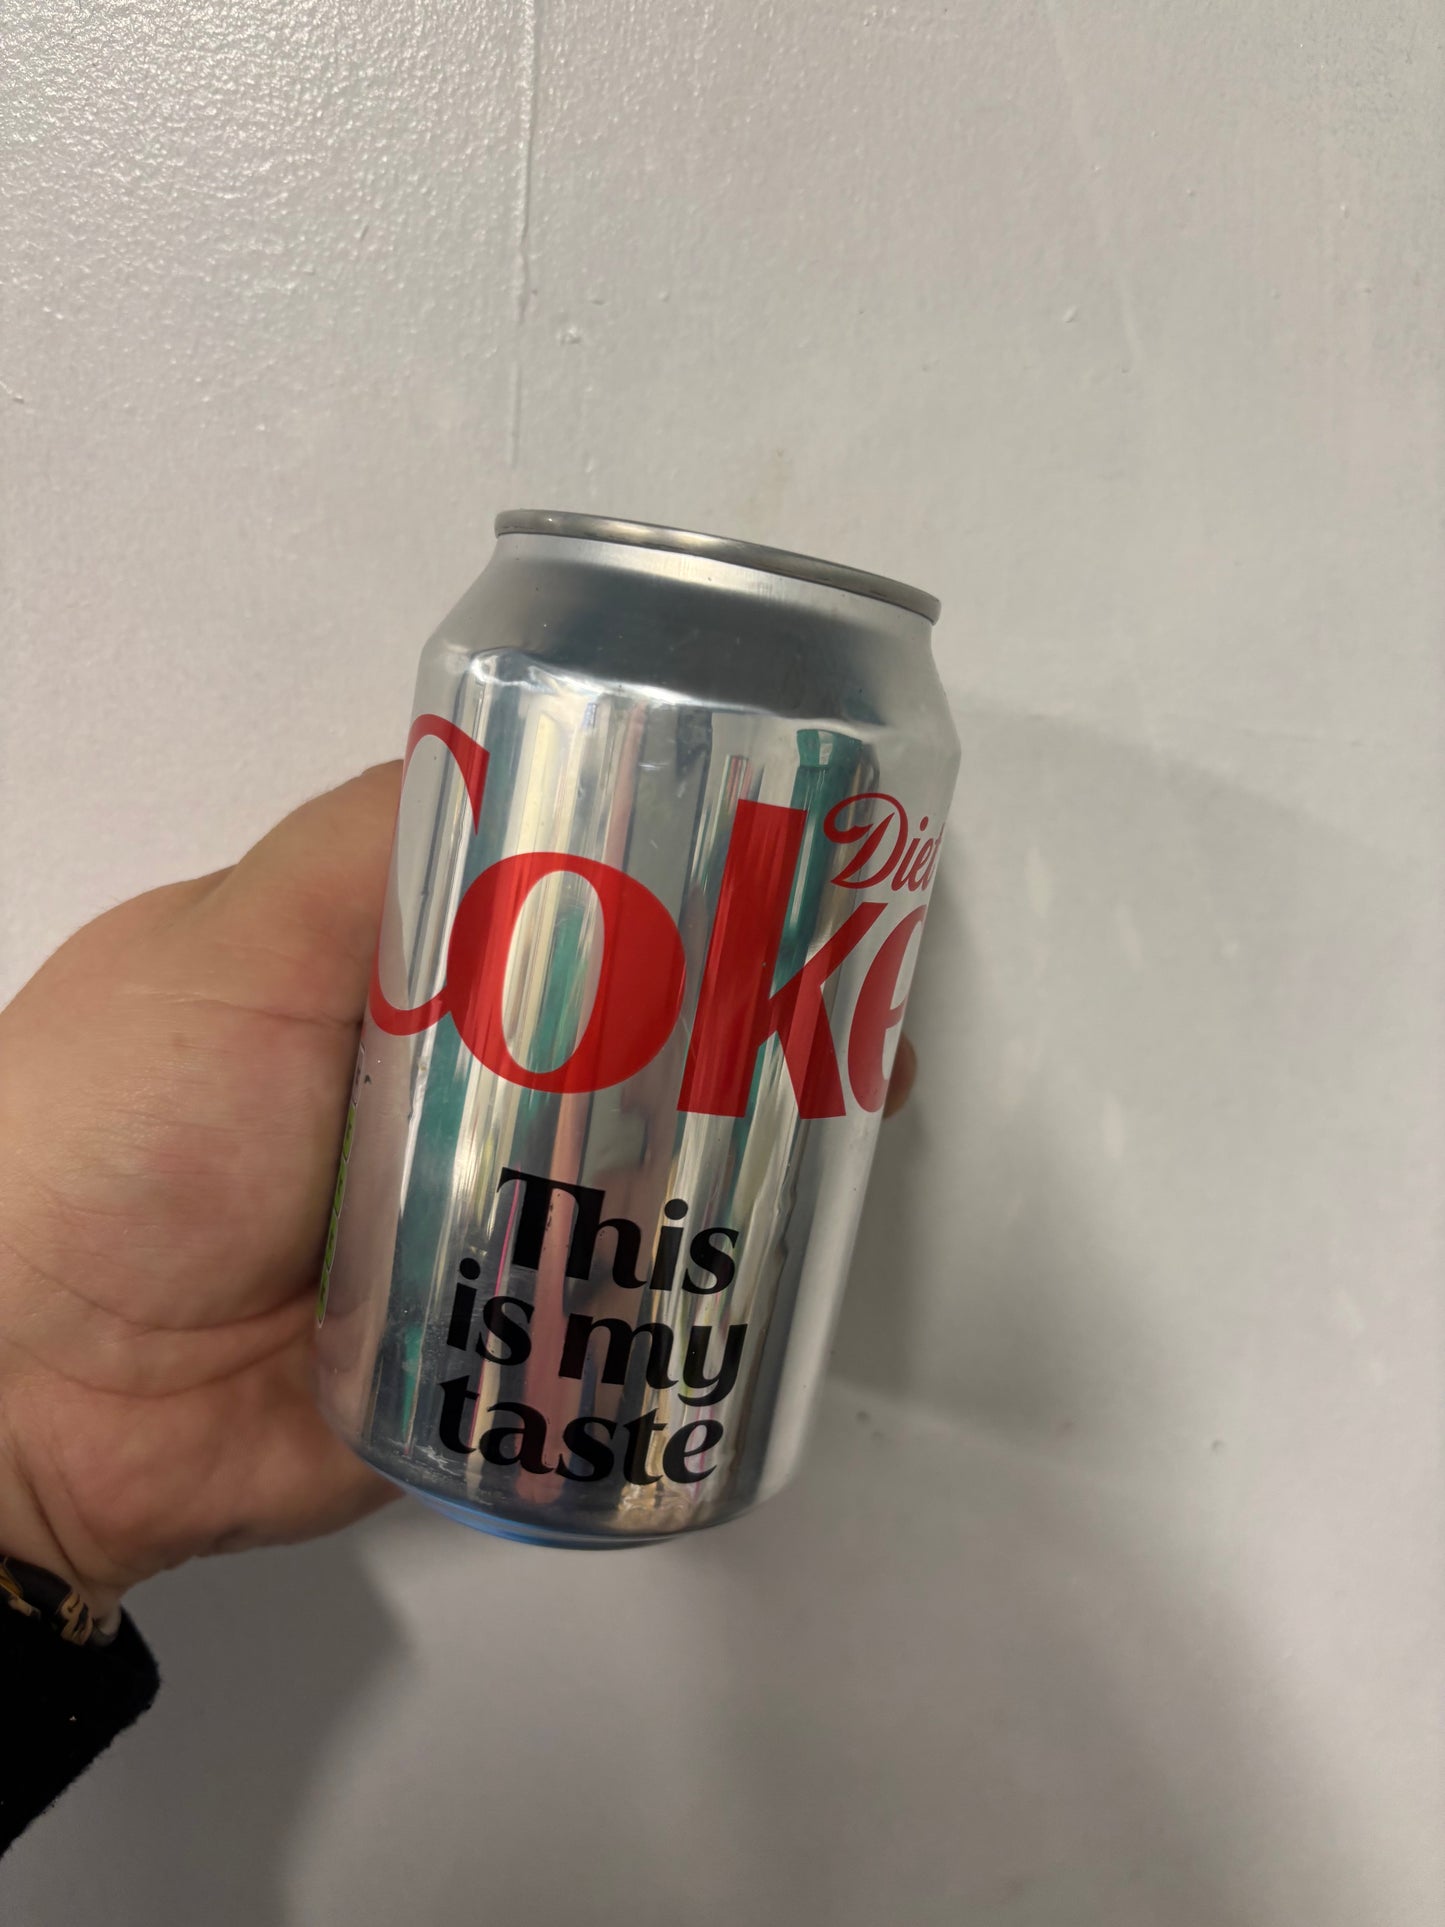 Diet
Coke
This
is my
taste